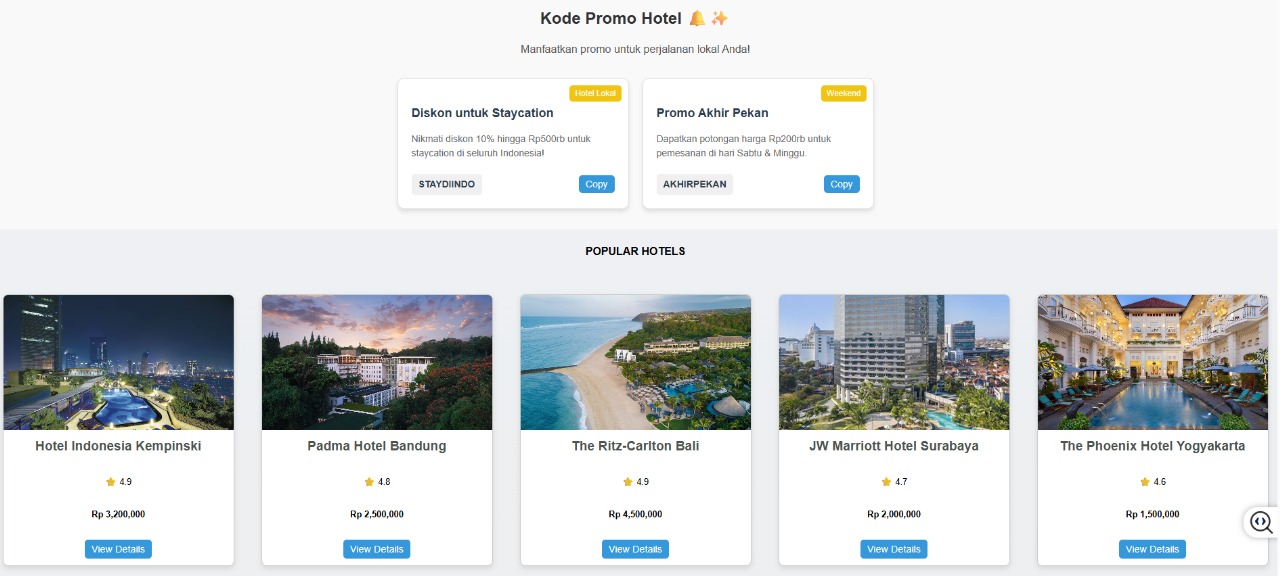 Kode Promo Hotel 🔔 ✨
Manfaatkan promo untuk perjalanan lokal Anda!
Hotel Lokal
Diskon untuk Staycation
Nikmati diskon 10% hingga Rp500rb untuk
staycation di seluruh Indonesia!
STAYDIINDO
Copy
Weekend
Promo Akhir Pekan
Dapatkan potongan harga Rp200rb untuk
pemesanan di hari Sabtu & Minggu.
AKHIRPEKAN
Copy
POPULAR HOTELS
Hotel Indonesia Kempinski
⭐ 4.9
Rp 3,200,000
View Details
Padma Hotel Bandung
⭐ 4.8
Rp 2,500,000
View Details
The Ritz-Carlton Bali
⭐ 4.9
Rp 4,500,000
View Details
JW Marriott Hotel Surabaya
⭐ 4.7
Rp 2,000,000
View Details
The Phoenix Hotel Yogyakarta
⭐ 4.6
Rp 1,500,000
View Details